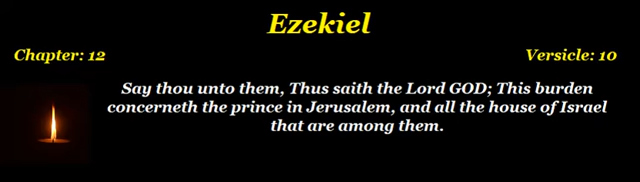 Ezekiel
Chapter: 12
Versicle: 10
Say thou unto them, Thus saith the Lord GOD; This burden
concerneth the prince in Jerusalem, and all the house of Israel
that are among them.